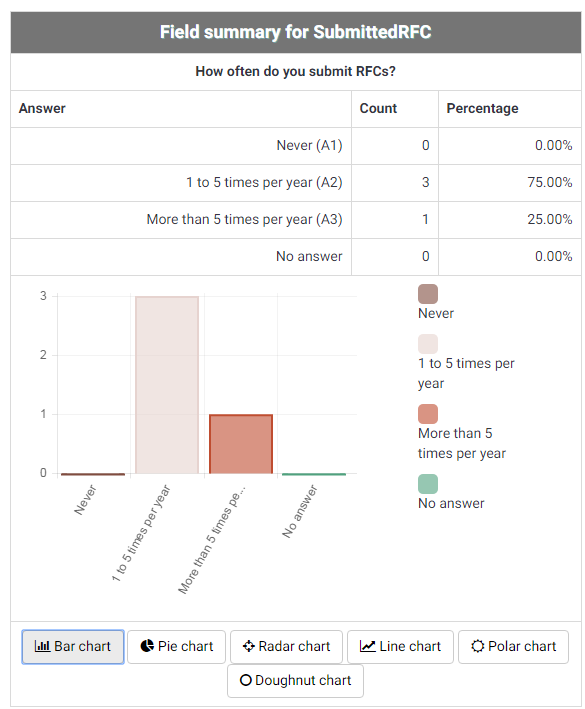 Field summary for SubmittedRFC
How often do you submit RFCs?
Answer Count Percentage
Never (A1) 0 0.00%
1 to 5 times per year (A2) 3 75.00%
More than 5 times per year (A3) 1 25.00%
No answer 0 0.00%
3
2
1
0
Never
1 to 5 times per year
More than 5 times pe...
No answer
Never
1 to 5 times per
year
More than 5
times per year
No answer
Bar chart Pie chart Radar chart Line chart Polar chart
Doughnut chart